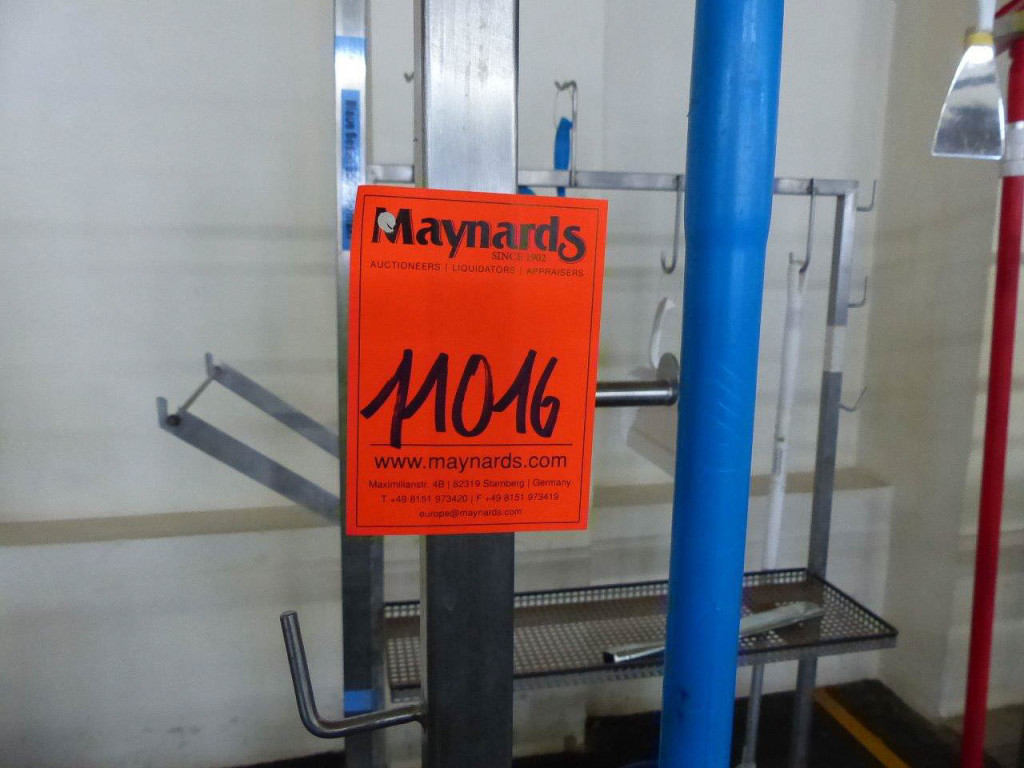 Maynards
SINCE 1902
AUCTIONEERS | LIQUIDATORS | APPRAISERS
11016
www.maynards.com
Maximilianstr. 4B | 82319 Starnberg | Germany
T +49 8151 973420 | F +49 8151 973419
europe@maynards.com